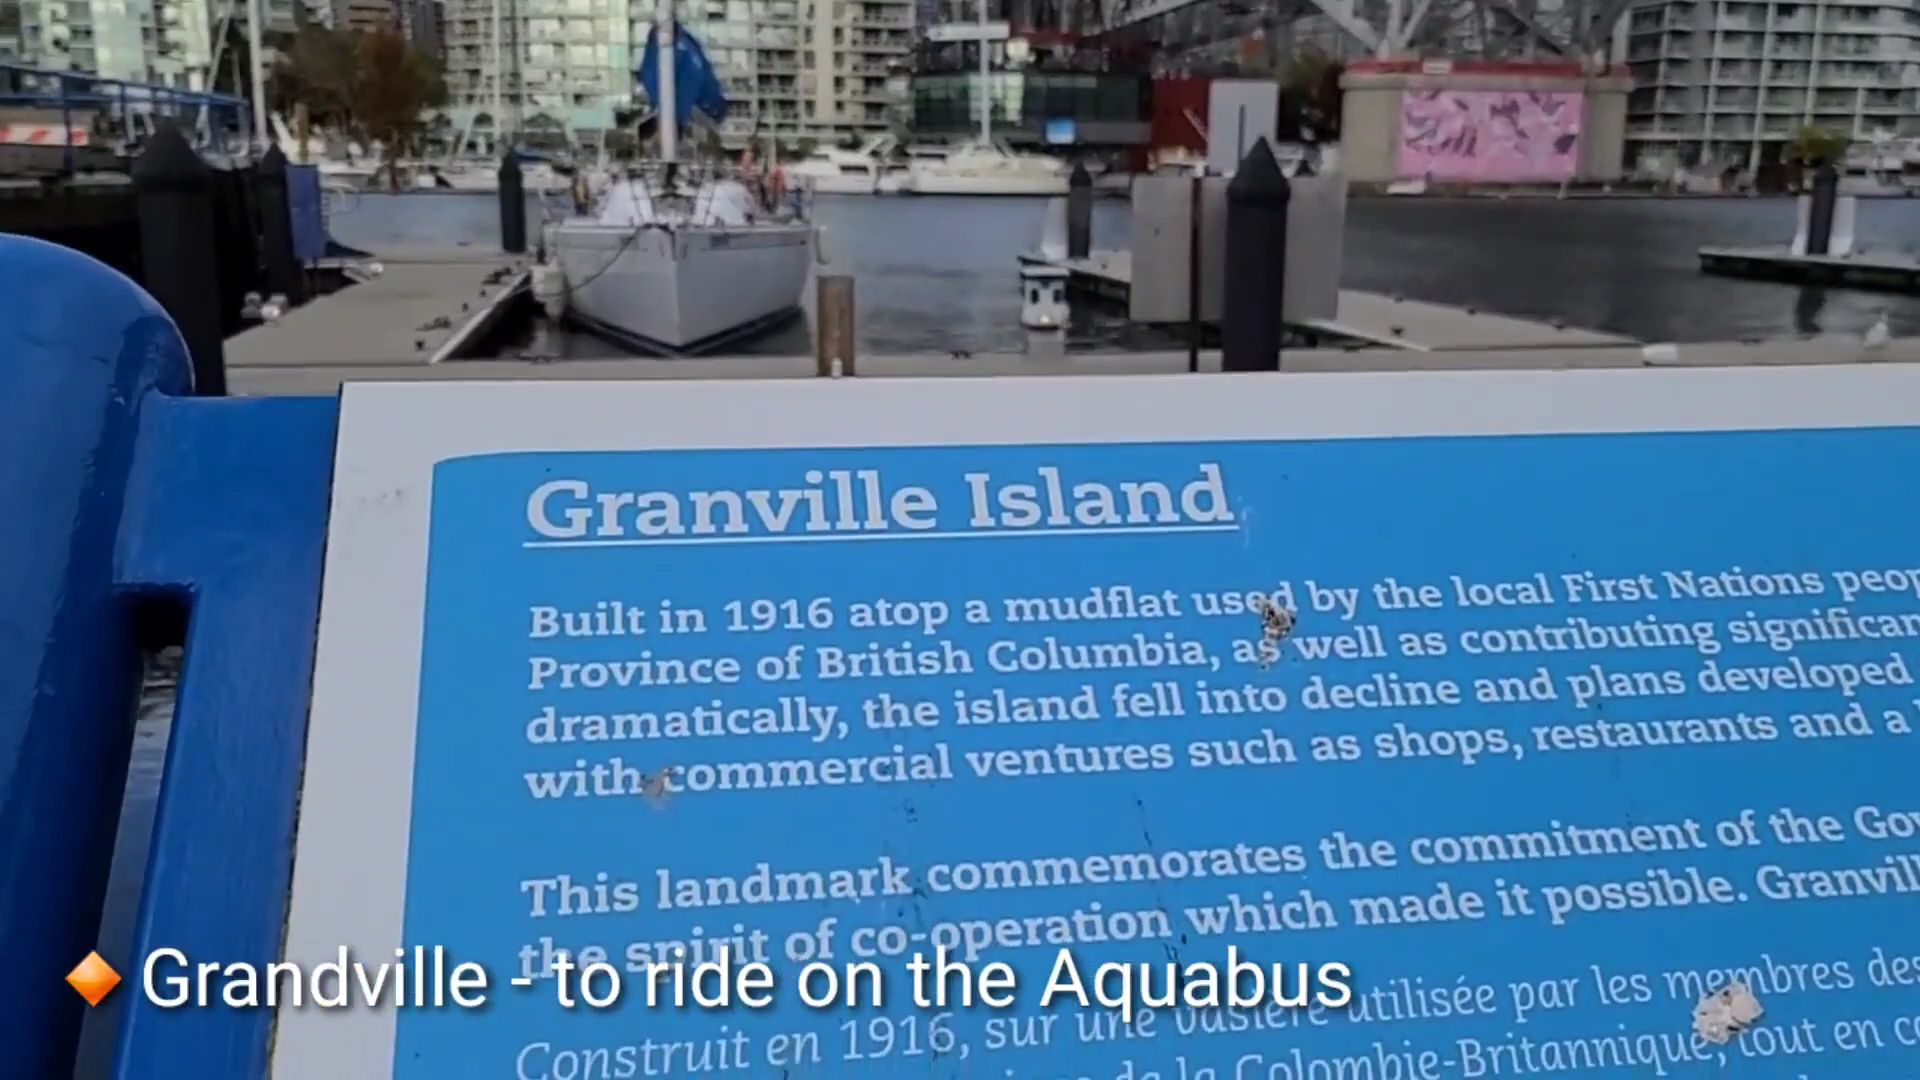 Granville Island
Built in 1916 atop a mudflat used by the local First Nations
Province of British Columbia, as well as contributing
dramatically, the island fell into decline and plans developed
with commercial ventures such as shops, restaurants and a
This landmark commemorates the commitment of the
the spirit of co-operation which made it possible.
Grandville - to ride on the Aquabus
Construit en 1916, sur une vasière utilisée par les membres des
de la Colombie-Britannique, tout en